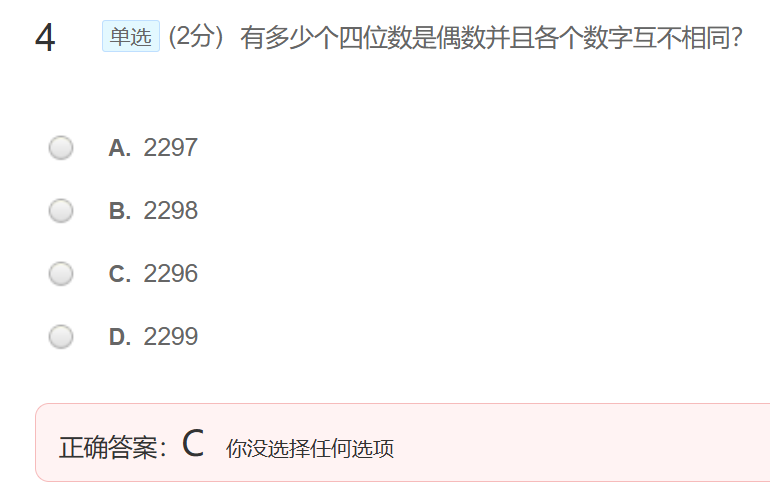 4 单选 (2分) 有多少个四位数是偶数并且各个数字互不相同？
A. 2297
B. 2298
C. 2296
D. 2299
正确答案：C 你没选择任何选项